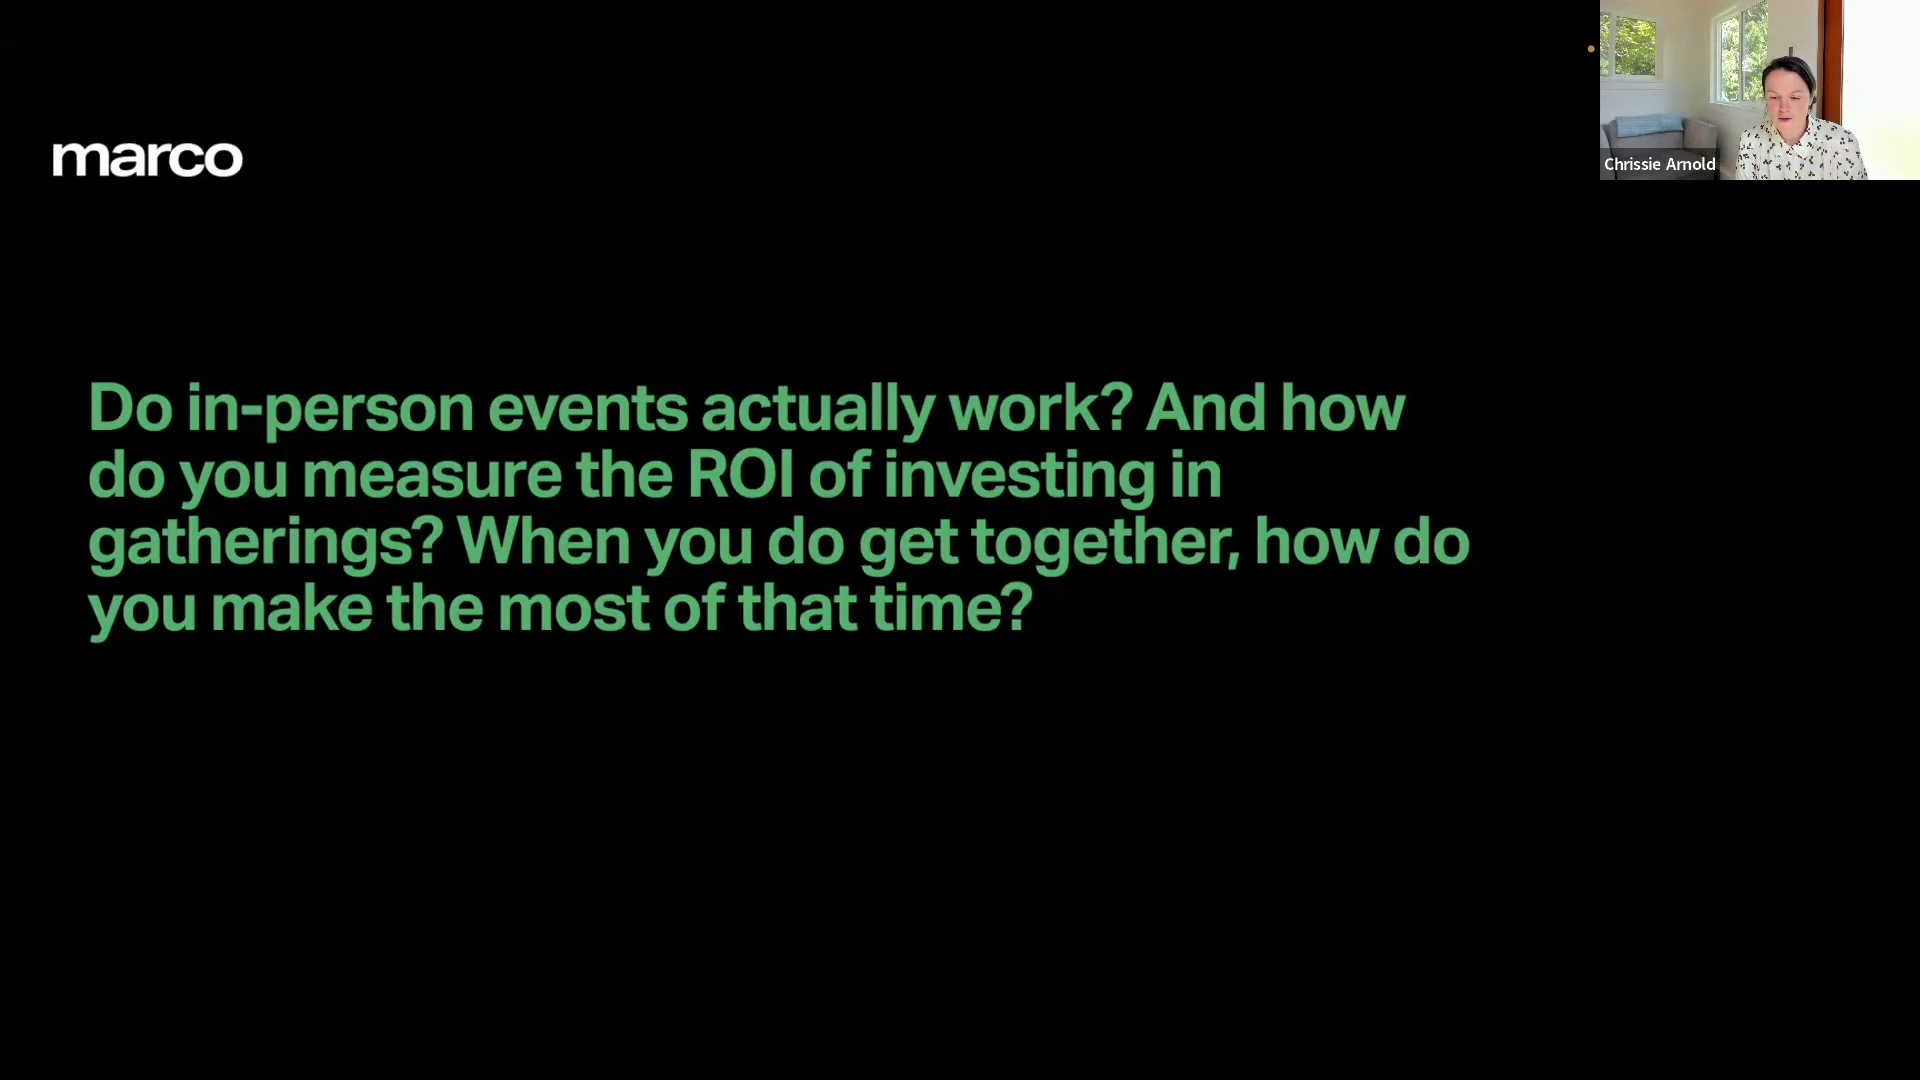 marco
Chrissie Arnold
Do in-person events actually work? And how
do you measure the ROI of investing in
gatherings? When you do get together, how do
you make the most of that time?